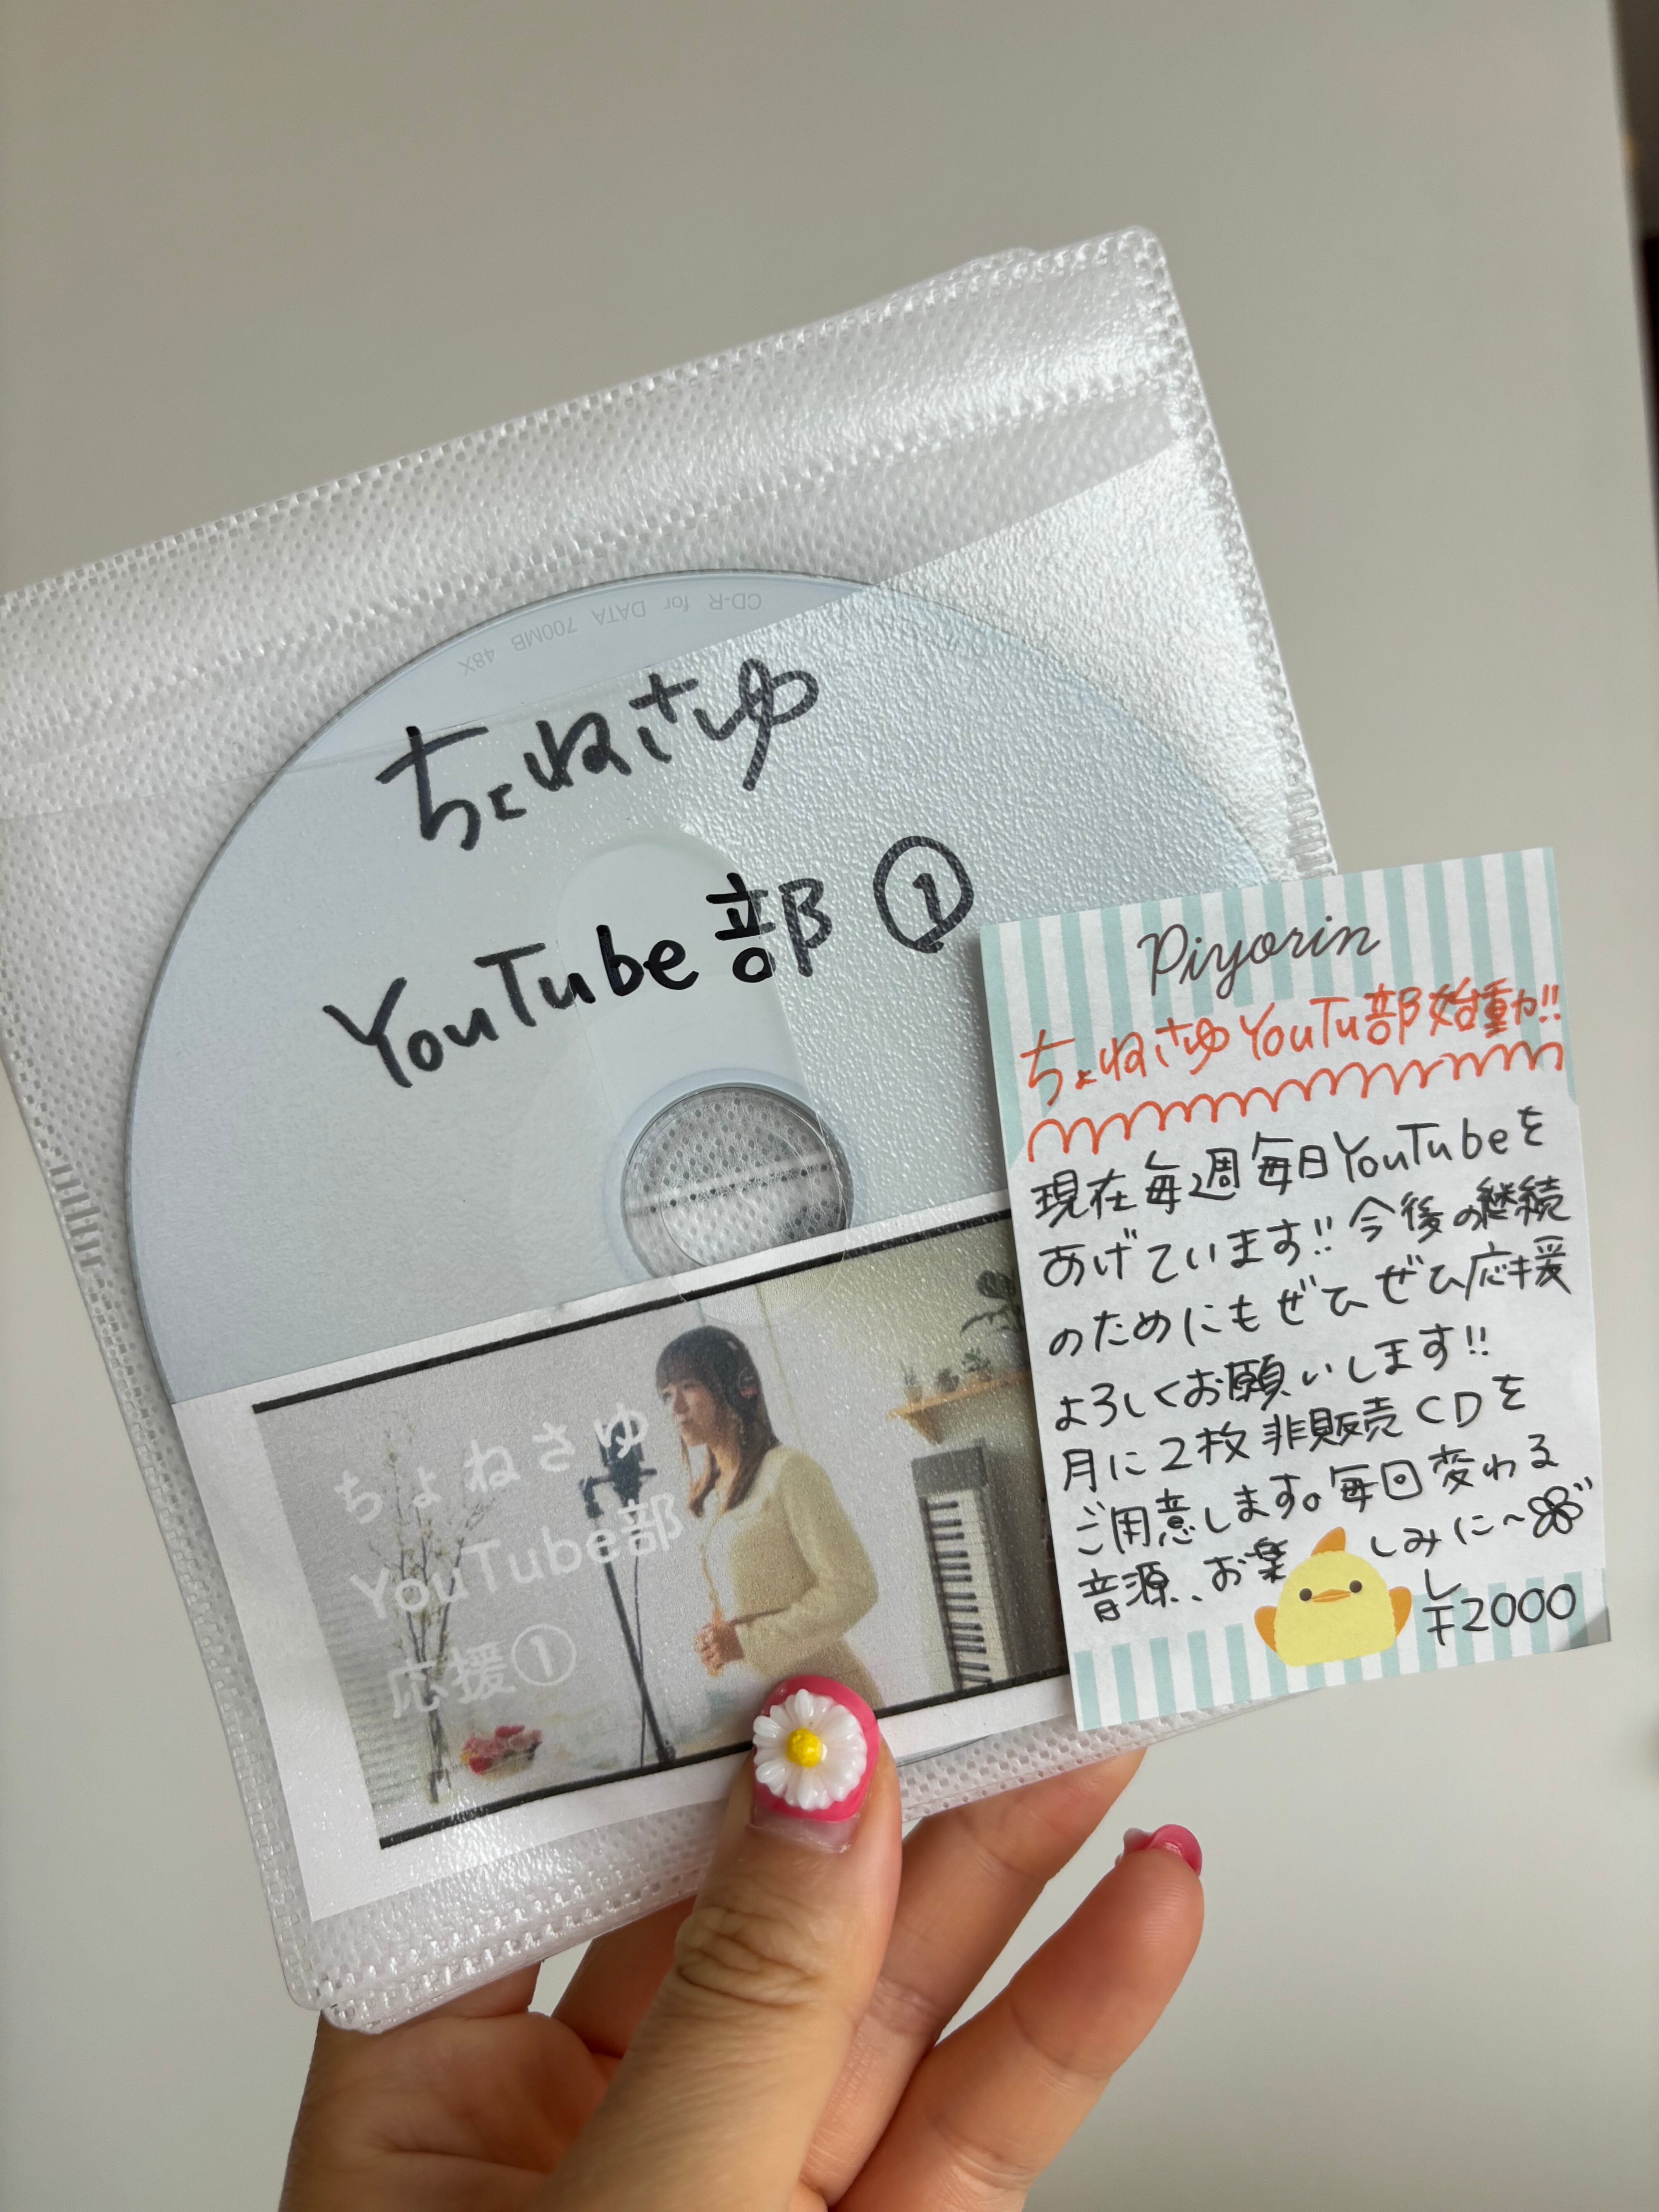 CD-R for DATA 700MB 48X
ちょねさゆ
YouTube部 ①
ちょねさゆ
YouTube部
応援①
Piyorin
ちょねさゆYouTu部始動!!
現在毎週毎日YouTubeを
あげています!! 今後の継続
のためにもぜひぜひ応援
よろしくお願いします!!
月に2枚非販売CDを
ご用意します。毎回変わる
音源、お楽しみに〜
¥2000